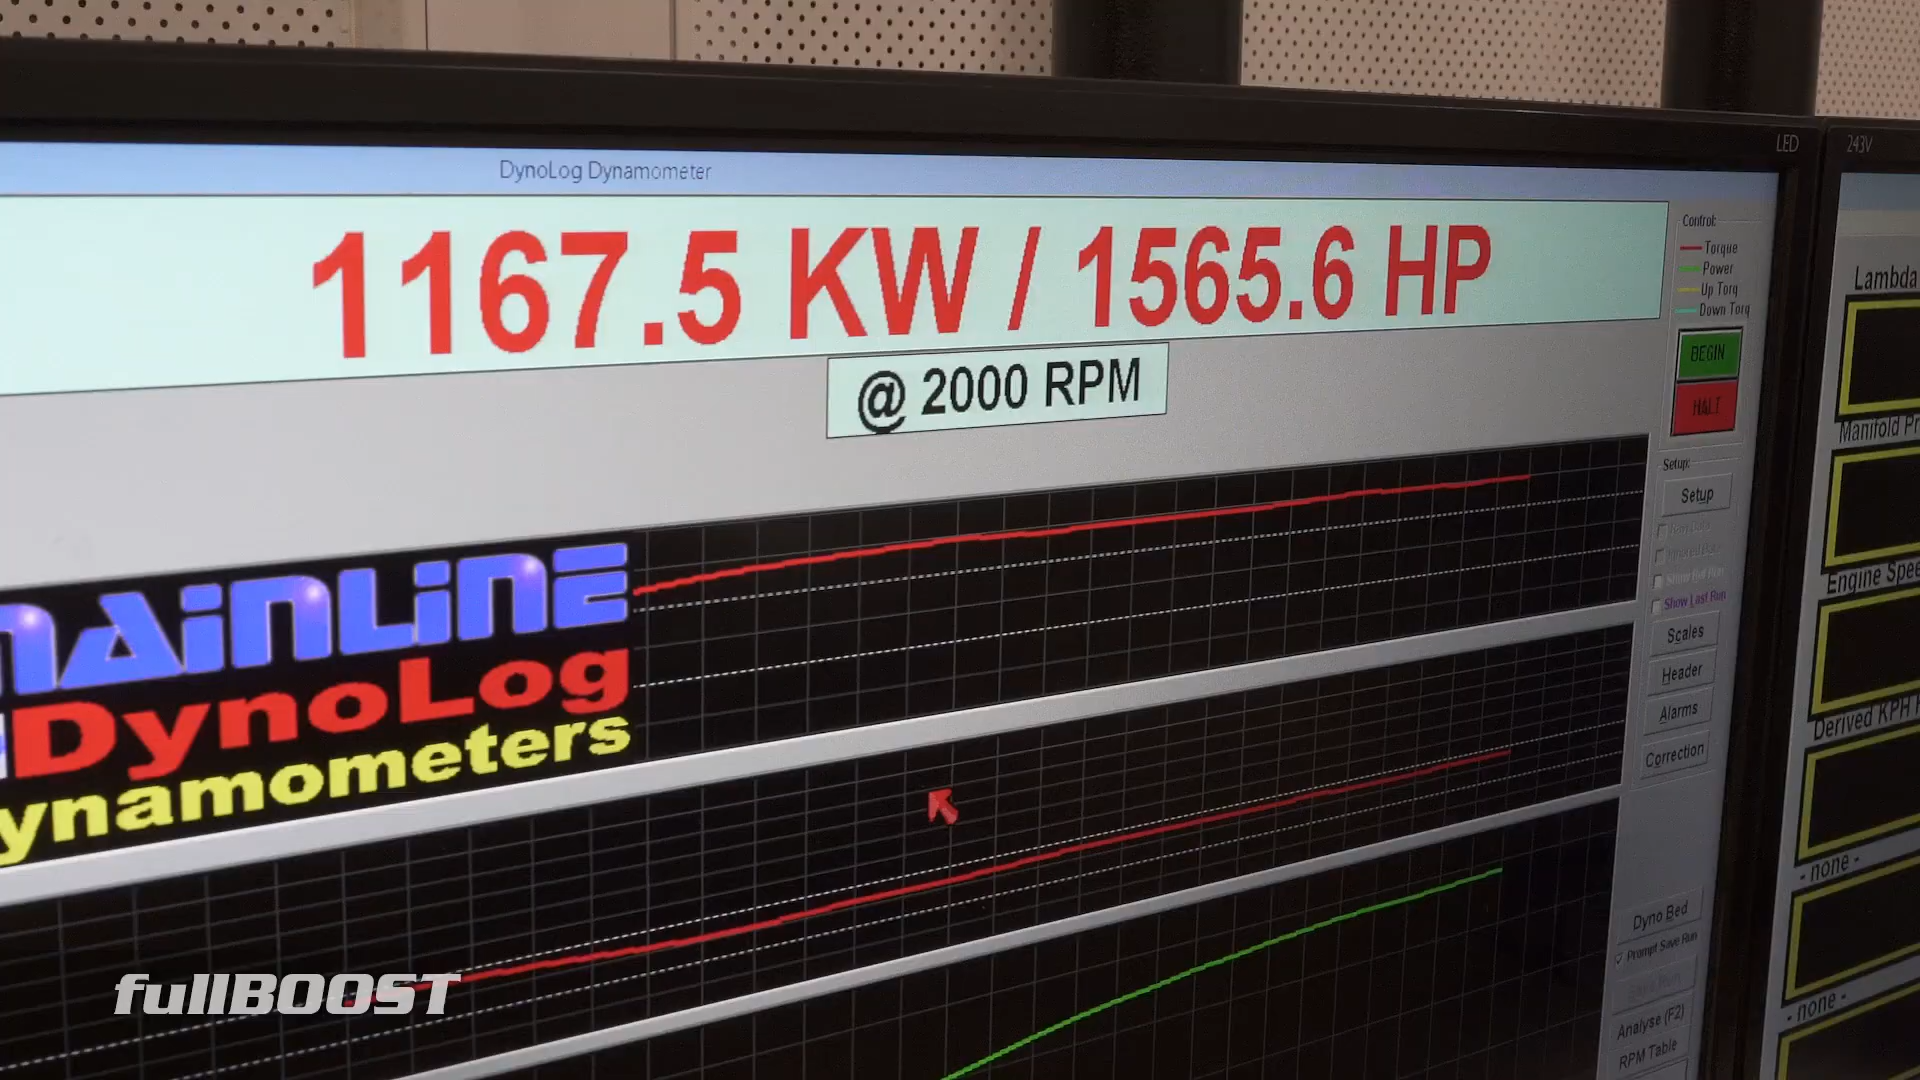 LED
243V
DynoLog Dynamometer
1167.5 KW / 1565.6 HP
@ 2000 RPM
Control:
Torque
Power
Up Torq
Down Torq
BEGIN
HALT
Setup:
Setup
Show Last Run
Scales
Header
Alarms
Correction
Dyno Bed
Prompt Save Run
Analyse (F2)
RPM Table
MAINLINE
DynoLog
ynamometers
Lambda
Manifold Pr
Engine Spee
Derived KPH
- none -
- none -
fullBOOST